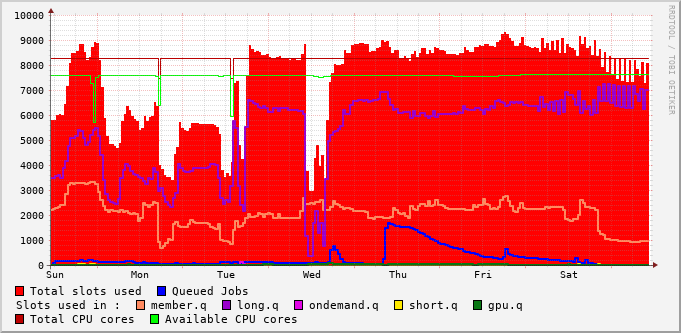 10000
9000
8000
7000
6000
5000
4000
3000
2000
1000
0
Sun Mon Tue Wed Thu Fri Sat
Total slots used Queued Jobs
Slots used in : member.q long.q ondemand.q short.q gpu.q
Total CPU cores Available CPU cores
RRDTOOL / TOBI OETIKER